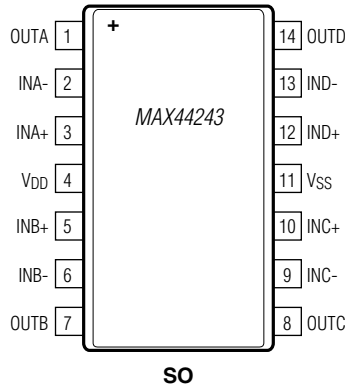 OUTA 1 + 14 OUTD
INA- 2 13 IND-
INA+ 3 MAX44243 12 IND+
VDD 4 11 VSS
INB+ 5 10 INC+
INB- 6 9 INC-
OUTB 7 8 OUTC
SO